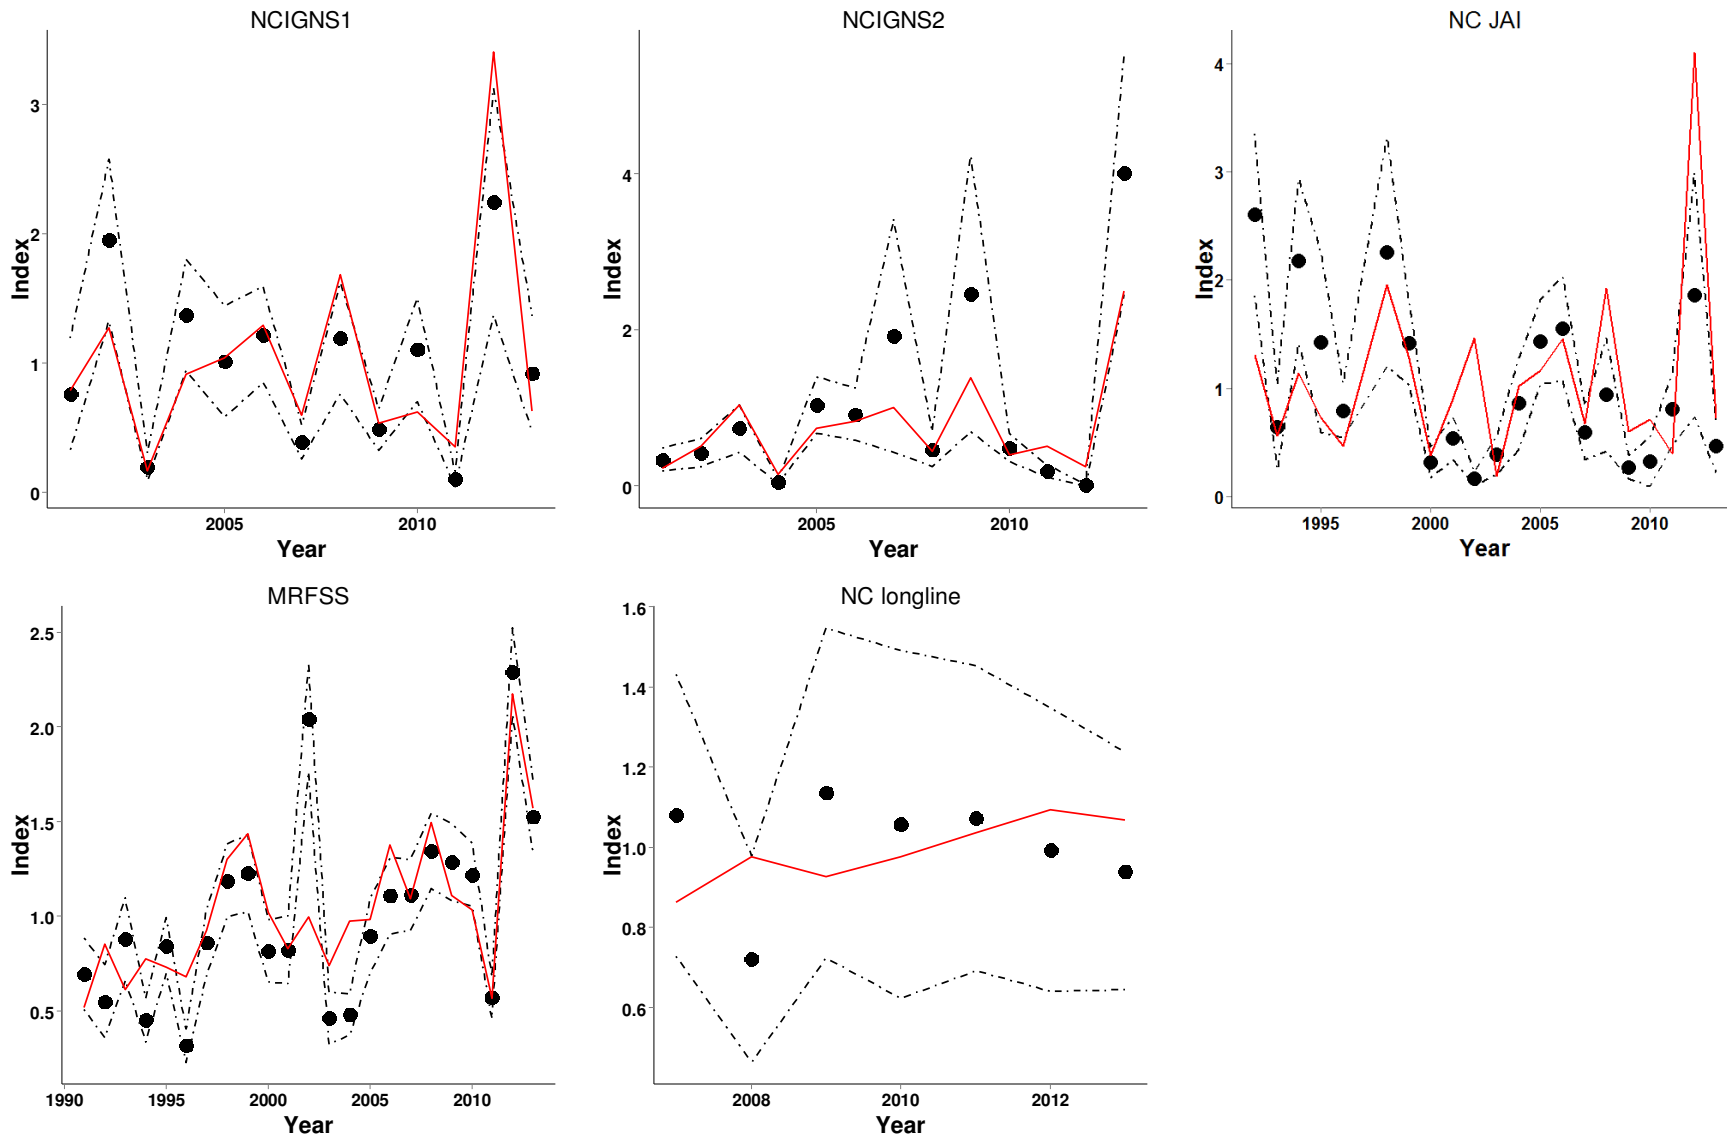 NCIGNS1
3
2
1
0
Index
2005 2010
Year
NCIGNS2
4
2
0
Index
2005 2010
Year
NC JAI
4
3
2
1
0
Index
1995 2000 2005 2010
Year
MRFSS
2.5
2.0
1.5
1.0
0.5
Index
1990 1995 2000 2005 2010
Year
NC longline
1.6
1.4
1.2
1.0
0.8
0.6
Index
2008 2010 2012
Year